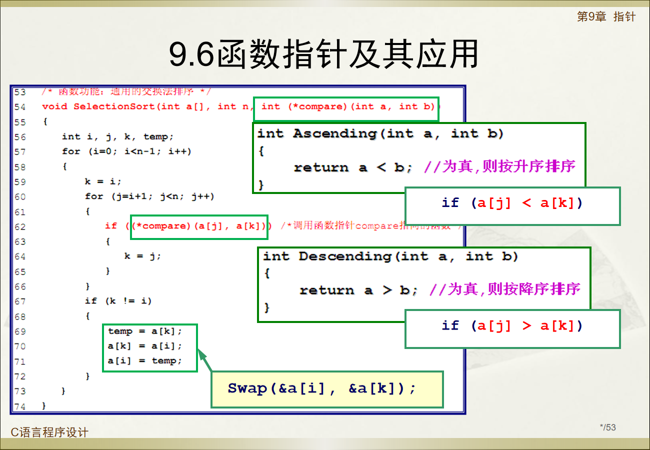 第9章 指针
9.6函数指针及其应用
53 /* 函数功能：通用的交换法排序 */
54 void SelectionSort(int a[], int n, int (*compare)(int a, int b)
55 {
56 int i, j, k, temp;
57 for (i=0; i<n-1; i++)
58 {
59 k = i;
60 for (j=i+1; j<n; j++)
61 {
62 if ((*compare)(a[j], a[k])) /*调用函数指针compare指向的函数 */
63 {
64 k = j;
65 }
66 }
67 if (k != i)
68 {
69 temp = a[k];
70 a[k] = a[i];
71 a[i] = temp;
72 }
73 }
74 }
int Ascending(int a, int b)
{
return a < b; //为真,则按升序排序
}
if (a[j] < a[k])
int Descending(int a, int b)
{
return a > b; //为真,则按降序排序
}
if (a[j] > a[k])
Swap(&a[i], &a[k]);
C语言程序设计
*/53